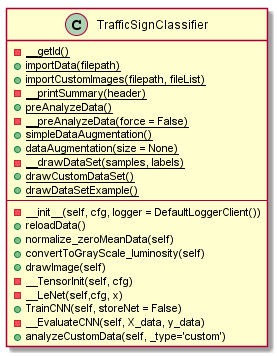 C TrafficSignClassifier
__getId()
importData(filepath)
importCustomImages(filepath, fileList)
__printSummary(header)
preAnalyzeData()
__preAnalyzeData(force = False)
simpleDataAugmentation()
dataAugmentation(size = None)
__drawDataSet(samples, labels)
drawCustomDataSet()
drawDataSetExample()
__init__(self, cfg, logger = DefaultLoggerClient())
reloadData()
normalize_zeroMeanData(self)
convertToGrayScale_luminosity(self)
drawImage(self)
__TensorInit(self, cfg)
__LeNet(self,cfg, x)
TrainCNN(self, storeNet = False)
__EvaluateCNN(self, X_data, y_data)
analyzeCustomData(self, _type='custom')